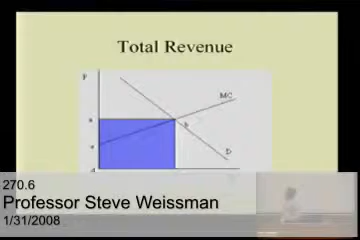 Total Revenue
P
MC
a
b
D
d
270.6
Professor Steve Weissman
1/31/2008